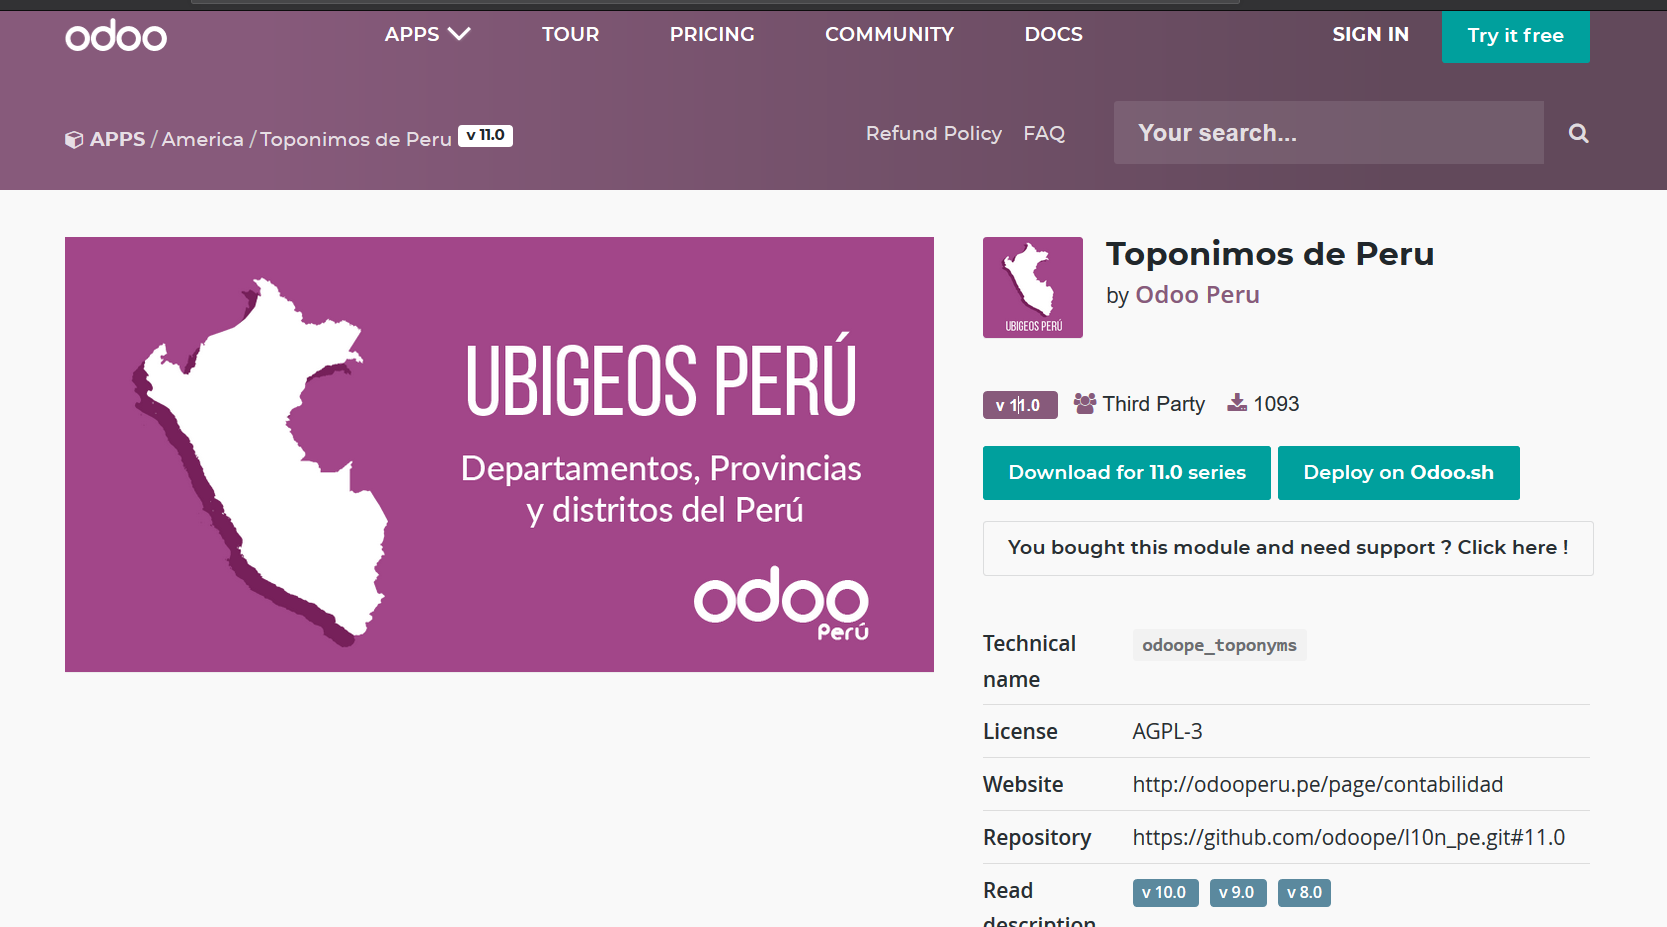 odoo
APPS
TOUR
PRICING
COMMUNITY
DOCS
SIGN IN
Try it free
APPS / America / Toponimos de Peru v 11.0
Refund Policy
FAQ
Your search...
UBIGEOS PERÚ
Departamentos, Provincias
y distritos del Perú
odoo
Perú
UBIGEOS PERÚ
Toponimos de Peru
by Odoo Peru
v 11.0
Third Party
1093
Download for 11.0 series
Deploy on Odoo.sh
You bought this module and need support ? Click here !
Technical name
odoope_toponyms
License
AGPL-3
Website
http://odooperu.pe/page/contabilidad
Repository
https://github.com/odoope/l10n_pe.git#11.0
Read
description
v 10.0
v 9.0
v 8.0